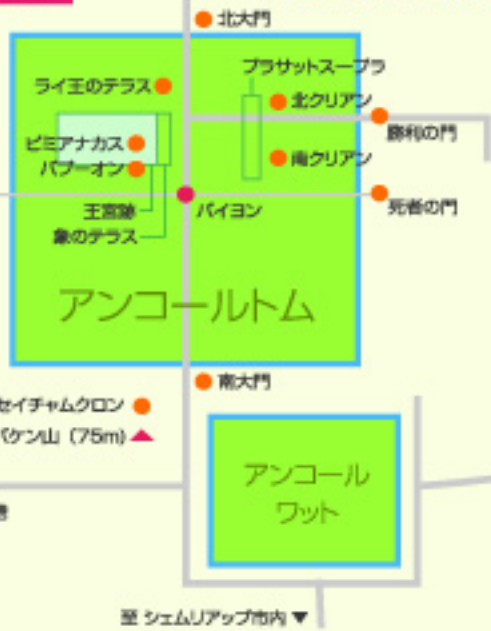 北大門
プラサットスープラ
ライ王のテラス
北クリアン
勝利の門
ピミアナカス
バプーオン
南クリアン
王宮跡
バイヨン
死者の門
象のテラス
アンコールトム
南大門
セイチャムクロン
バケン山（75m）
アンコール
ワット
至 シェムリアップ市内▼